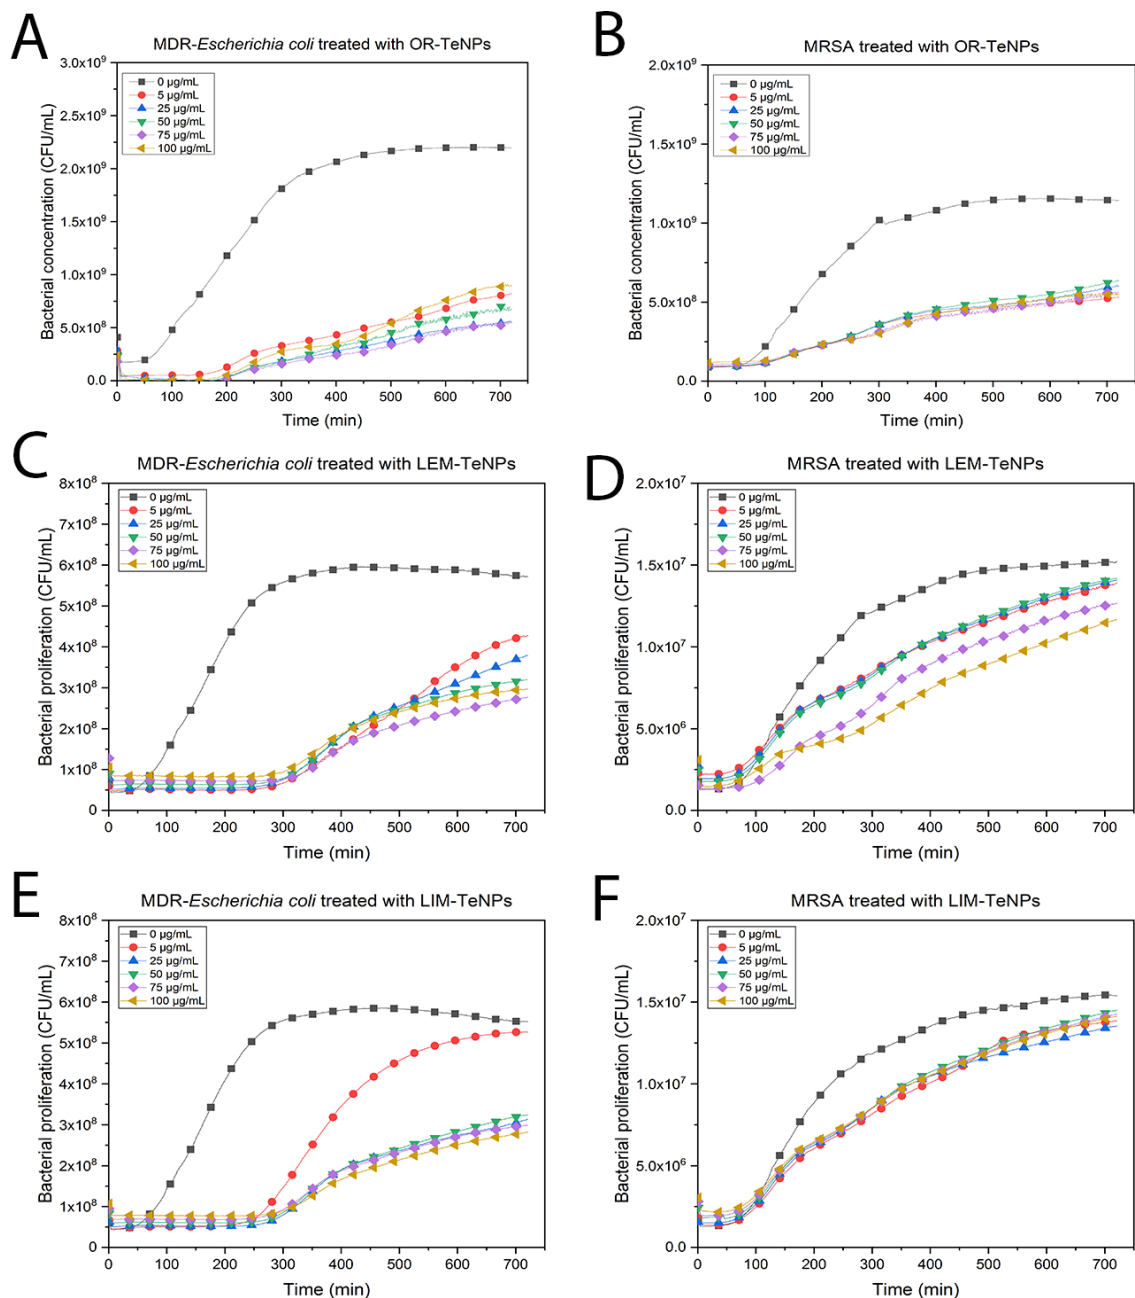 A
MDR-Escherichia coli treated with OR-TeNPs
Bacterial concentration (CFU/mL)
3.0x10⁹
2.5x10⁹
2.0x10⁹
1.5x10⁹
1.0x10⁹
5.0x10⁸
0.0
0 µg/mL
5 µg/mL
25 µg/mL
50 µg/mL
75 µg/mL
100 µg/mL
0 100 200 300 400 500 600 700
Time (min)
B
MRSA treated with OR-TeNPs
Bacterial concentration (CFU/mL)
2.0x10⁹
1.5x10⁹
1.0x10⁹
5.0x10⁸
0.0
0 µg/mL
5 µg/mL
25 µg/mL
50 µg/mL
75 µg/mL
100 µg/mL
0 100 200 300 400 500 600 700
Time (min)
C
MDR-Escherichia coli treated with LEM-TeNPs
Bacterial proliferation (CFU/mL)
8x10⁸
7x10⁸
6x10⁸
5x10⁸
4x10⁸
3x10⁸
2x10⁸
1x10⁸
0
0 µg/mL
5 µg/mL
25 µg/mL
50 µg/mL
75 µg/mL
100 µg/mL
0 100 200 300 400 500 600 700
Time (min)
D
MRSA treated with LEM-TeNPs
Bacterial proliferation (CFU/mL)
2.0x10⁷
1.5x10⁷
1.0x10⁷
5.0x10⁶
0.0
0 µg/mL
5 µg/mL
25 µg/mL
50 µg/mL
75 µg/mL
100 µg/mL
0 100 200 300 400 500 600 700
Time (min)
E
MDR-Escherichia coli treated with LIM-TeNPs
Bacterial proliferation (CFU/mL)
8x10⁸
7x10⁸
6x10⁸
5x10⁸
4x10⁸
3x10⁸
2x10⁸
1x10⁸
0
0 µg/mL
5 µg/mL
25 µg/mL
50 µg/mL
75 µg/mL
100 µg/mL
0 100 200 300 400 500 600 700
Time (min)
F
MRSA treated with LIM-TeNPs
Bacterial proliferation (CFU/mL)
2.0x10⁷
1.5x10⁷
1.0x10⁷
5.0x10⁶
0.0
0 µg/mL
5 µg/mL
25 µg/mL
50 µg/mL
75 µg/mL
100 µg/mL
0 100 200 300 400 500 600 700
Time (min)